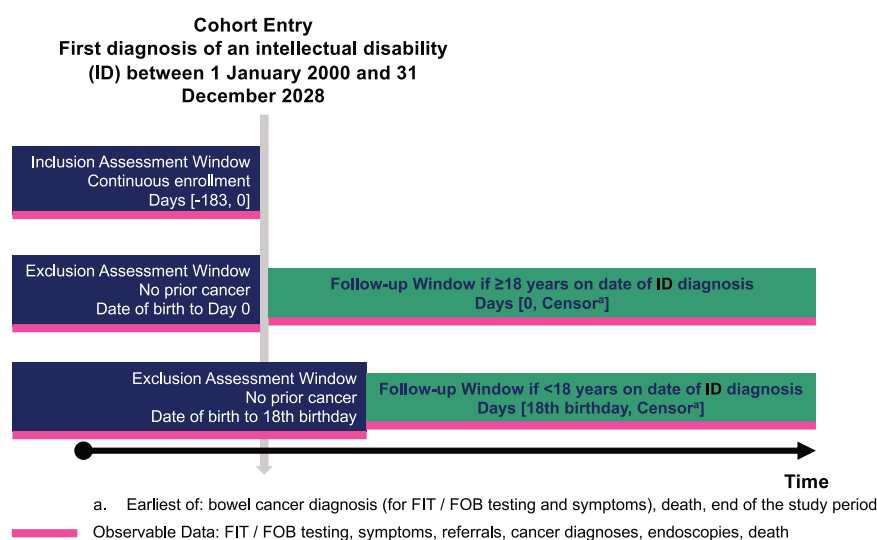 Cohort Entry
First diagnosis of an intellectual disability
(ID) between 1 January 2000 and 31
December 2028
Inclusion Assessment Window
Continuous enrollment
Days [-183, 0]
Exclusion Assessment Window
No prior cancer
Date of birth to Day 0
Follow-up Window if ≥18 years on date of ID diagnosis
Days [0, Censorᵃ]
Exclusion Assessment Window
No prior cancer
Date of birth to 18th birthday
Follow-up Window if <18 years on date of ID diagnosis
Days [18th birthday, Censorᵃ]
Time
a. Earliest of: bowel cancer diagnosis (for FIT / FOB testing and symptoms), death, end of the study period
Observable Data: FIT / FOB testing, symptoms, referrals, cancer diagnoses, endoscopies, death